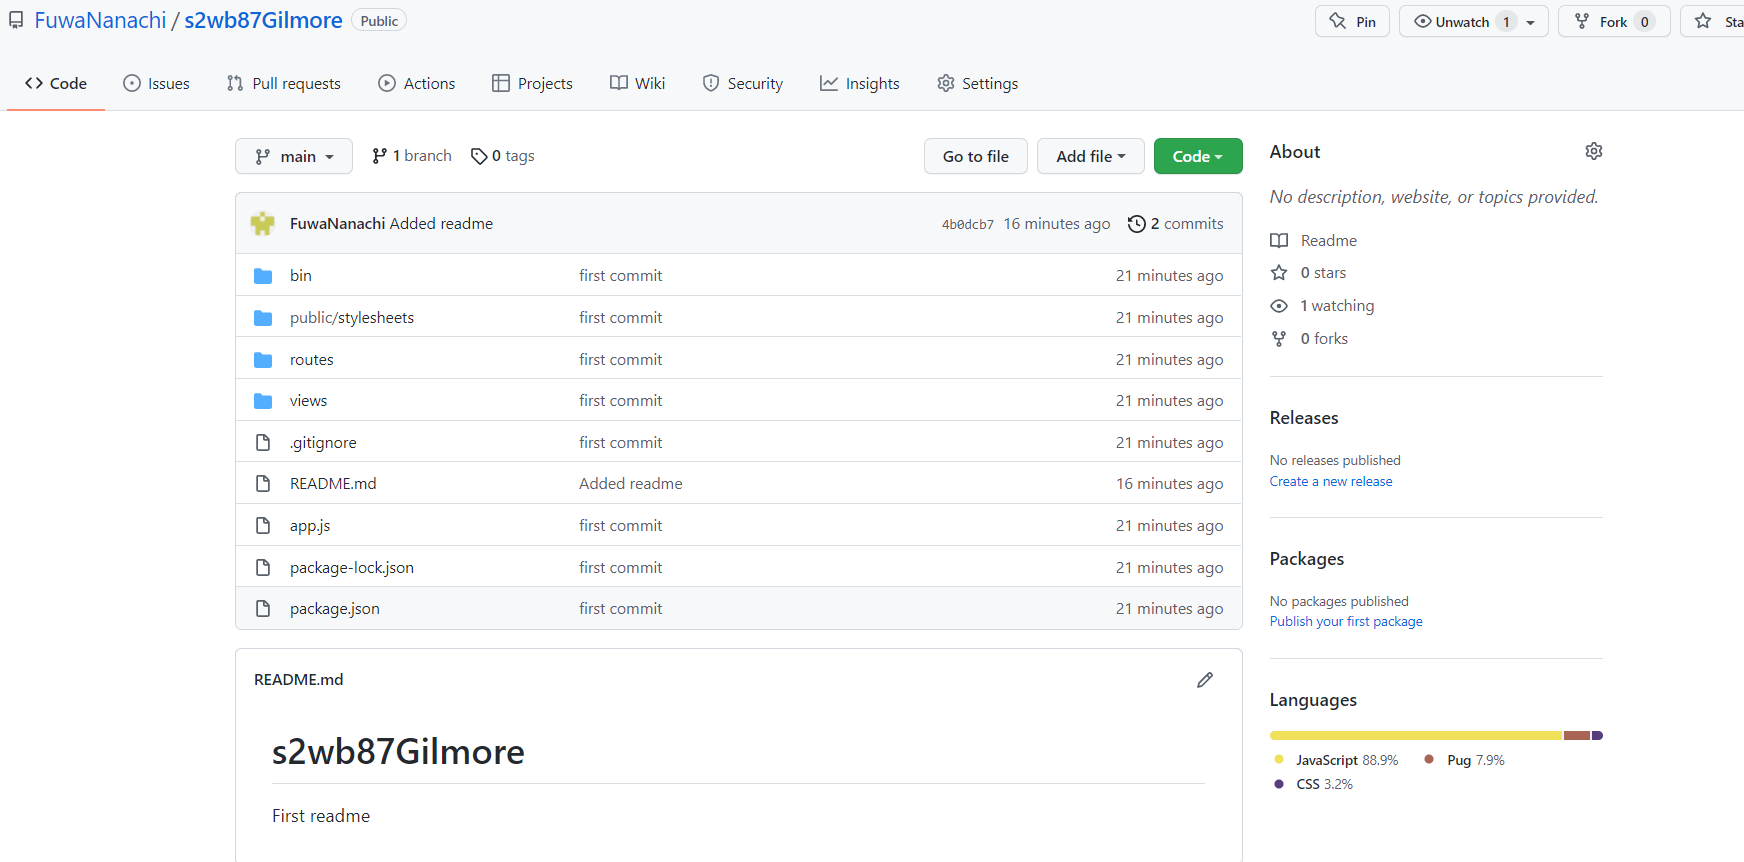 FuwaNanachi / s2wb87Gilmore Public Pin Unwatch 1 Fork 0 Sta
Code Issues Pull requests Actions Projects Wiki Security Insights Settings
main 1 branch 0 tags Go to file Add file Code
FuwaNanachi Added readme 4b0dcb7 16 minutes ago 2 commits
bin first commit 21 minutes ago
public/stylesheets first commit 21 minutes ago
routes first commit 21 minutes ago
views first commit 21 minutes ago
.gitignore first commit 21 minutes ago
README.md Added readme 16 minutes ago
app.js first commit 21 minutes ago
package-lock.json first commit 21 minutes ago
package.json first commit 21 minutes ago
README.md
s2wb87Gilmore
First readme
About
No description, website, or topics provided.
Readme
0 stars
1 watching
0 forks
Releases
No releases published
Create a new release
Packages
No packages published
Publish your first package
Languages
JavaScript 88.9% Pug 7.9%
CSS 3.2%